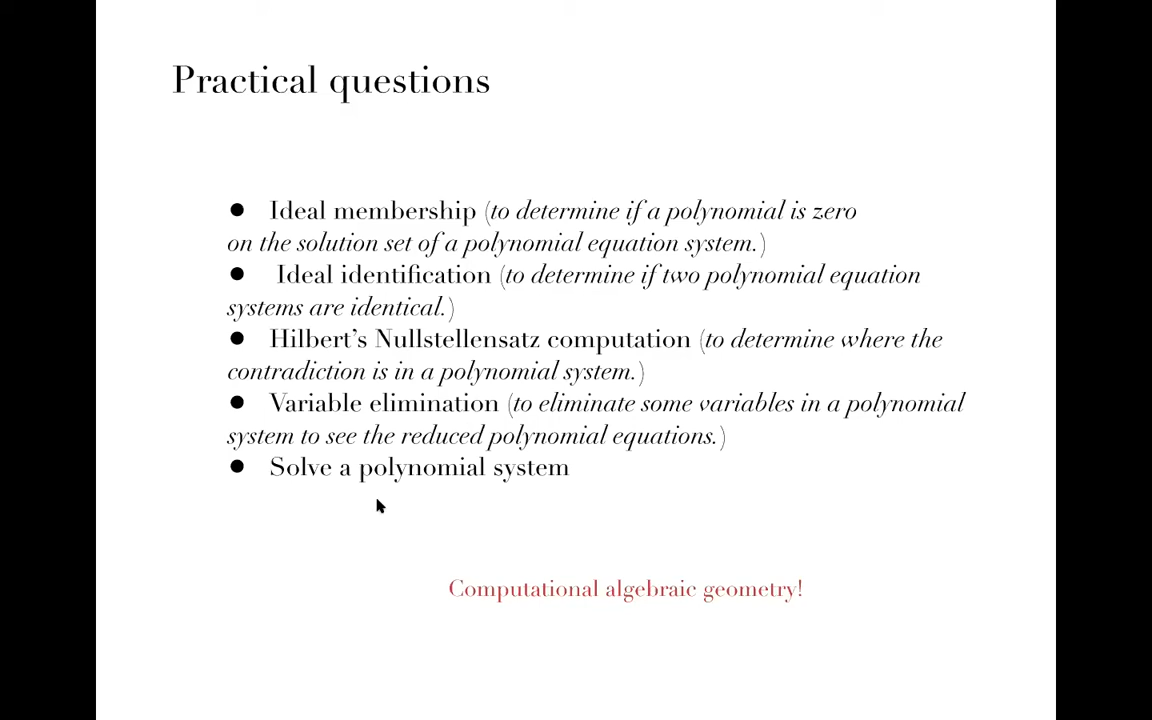 Practical questions
● Ideal membership (to determine if a polynomial is zero
on the solution set of a polynomial equation system.)
● Ideal identification (to determine if two polynomial equation
systems are identical.)
● Hilbert’s Nullstellensatz computation (to determine where the
contradiction is in a polynomial system.)
● Variable elimination (to eliminate some variables in a polynomial
system to see the reduced polynomial equations.)
● Solve a polynomial system
Computational algebraic geometry!